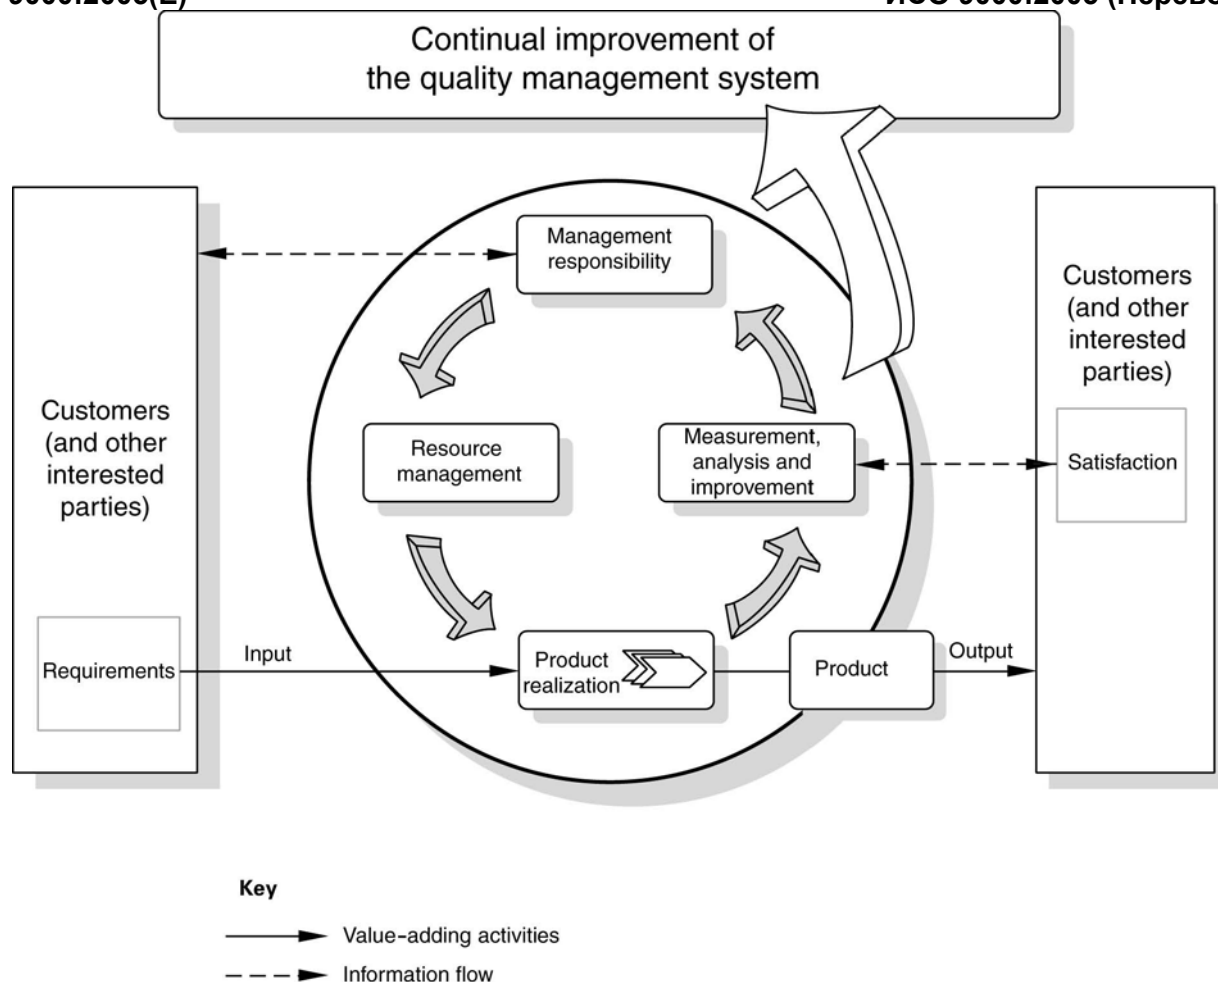 Continual improvement of
the quality management system
Management
responsibility
Customers
(and other
interested
parties)
Resource
management
Measurement,
analysis and
improvement
Customers
(and other
interested
parties)
Satisfaction
Requirements
Input
Product
realization
Product
Output
Key
Value-adding activities
Information flow